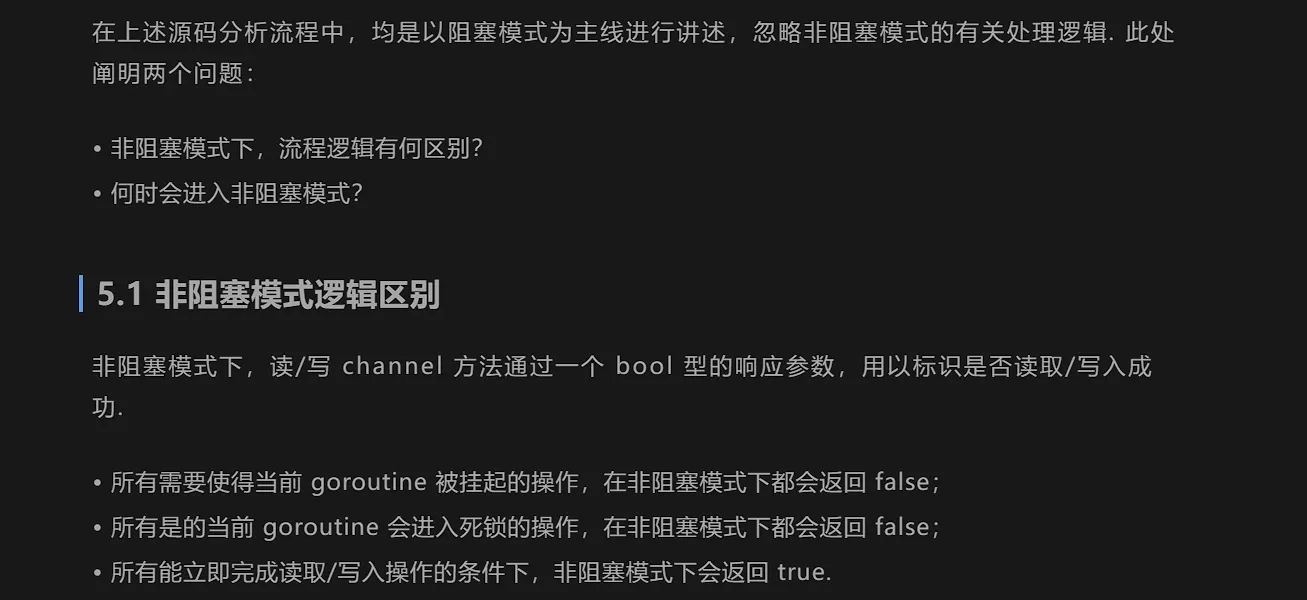 在上述源码分析流程中，均是以阻塞模式为主线进行讲述，忽略非阻塞模式的有关处理逻辑. 此处
阐明两个问题：
• 非阻塞模式下，流程逻辑有何区别？
• 何时会进入非阻塞模式？
5.1 非阻塞模式逻辑区别
非阻塞模式下，读/写 channel 方法通过一个 bool 型的响应参数，用以标识是否读取/写入成
功.
• 所有需要使得当前 goroutine 被挂起的操作，在非阻塞模式下都会返回 false；
• 所有是的当前 goroutine 会进入死锁的操作，在非阻塞模式下都会返回 false；
• 所有能立即完成读取/写入操作的条件下，非阻塞模式下会返回 true.